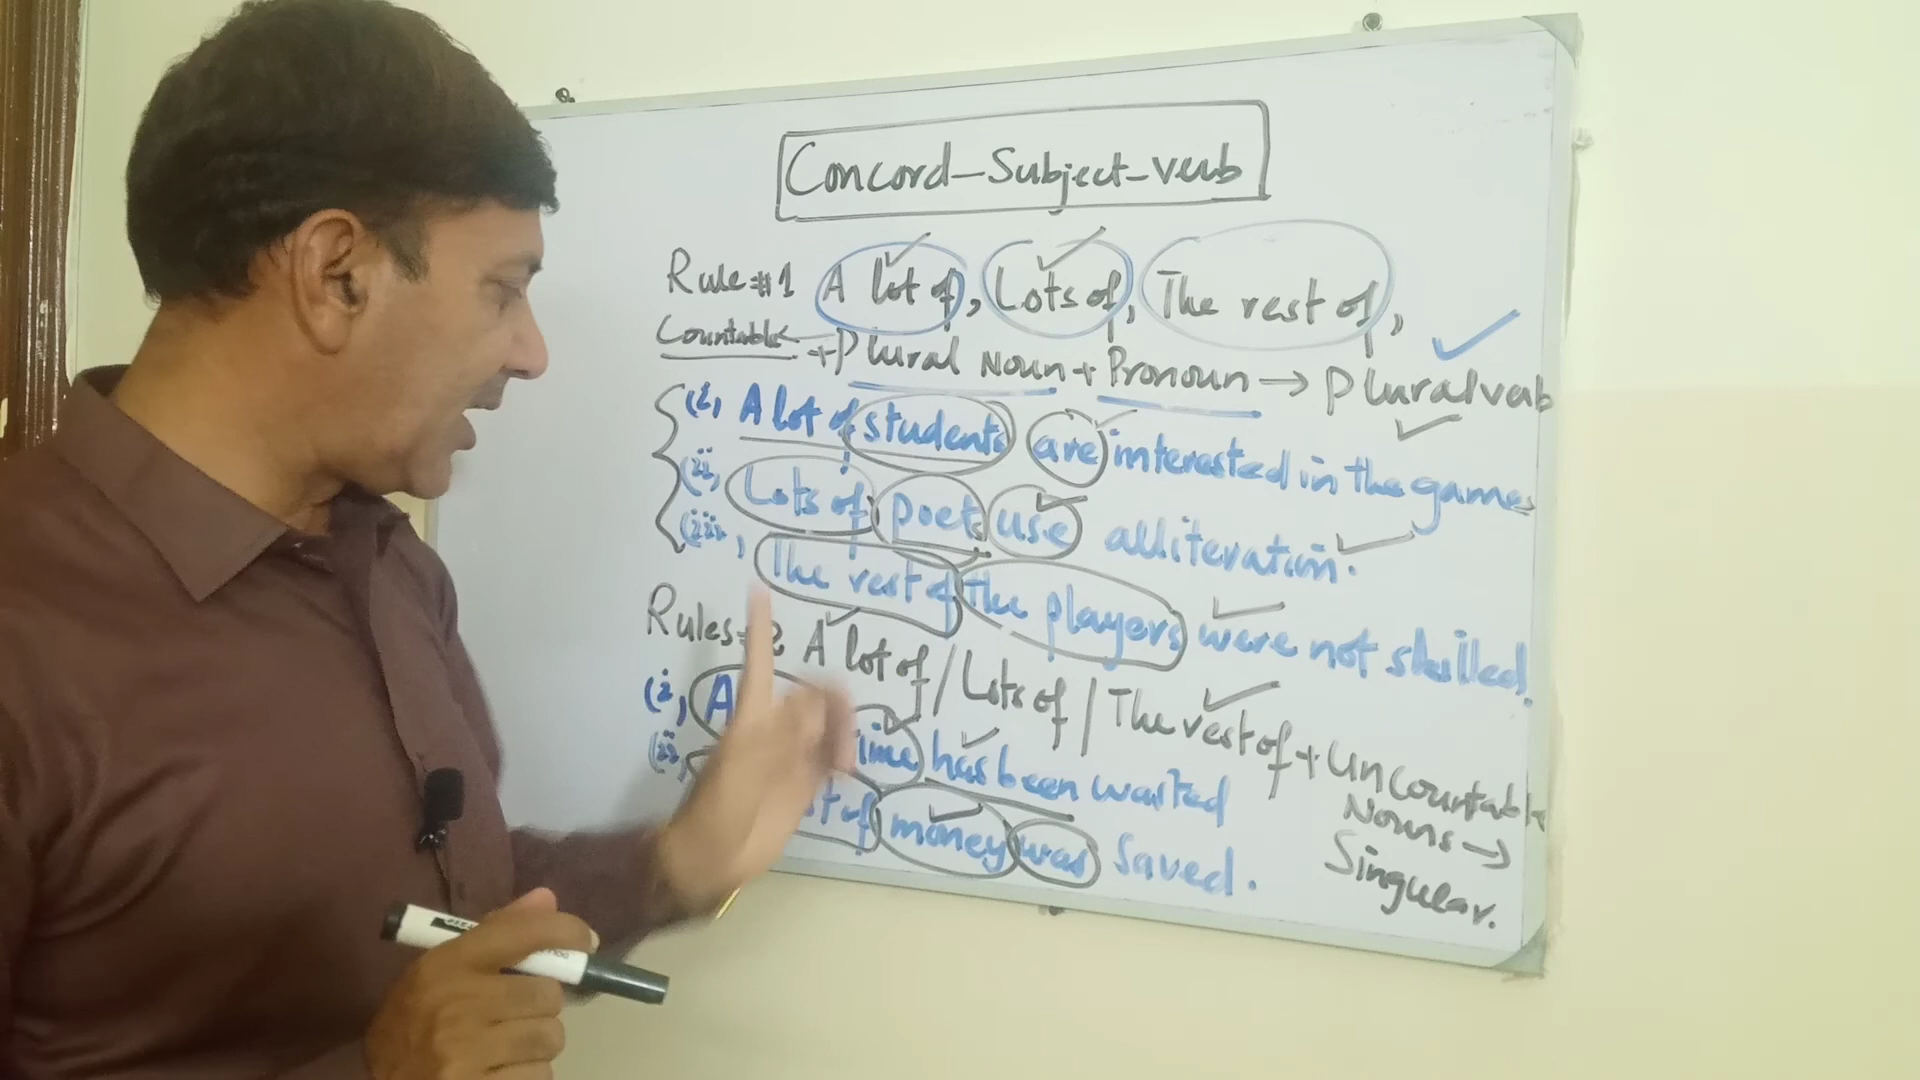 Concord-Subject-verb
Rule#1 A lot of, Lots of, The rest of,
Countable + Plural Noun + Pronoun → Plural verb
(i, A lot of students are interested in the games
(ii, Lots of poets use alliteration.
(iii, The rest of the players were not skilled.
Rules#2 A lot of / Lots of / The rest of + Uncountable
Nouns →
Singular.
(i, A time has been wasted
(ii, of money was saved.